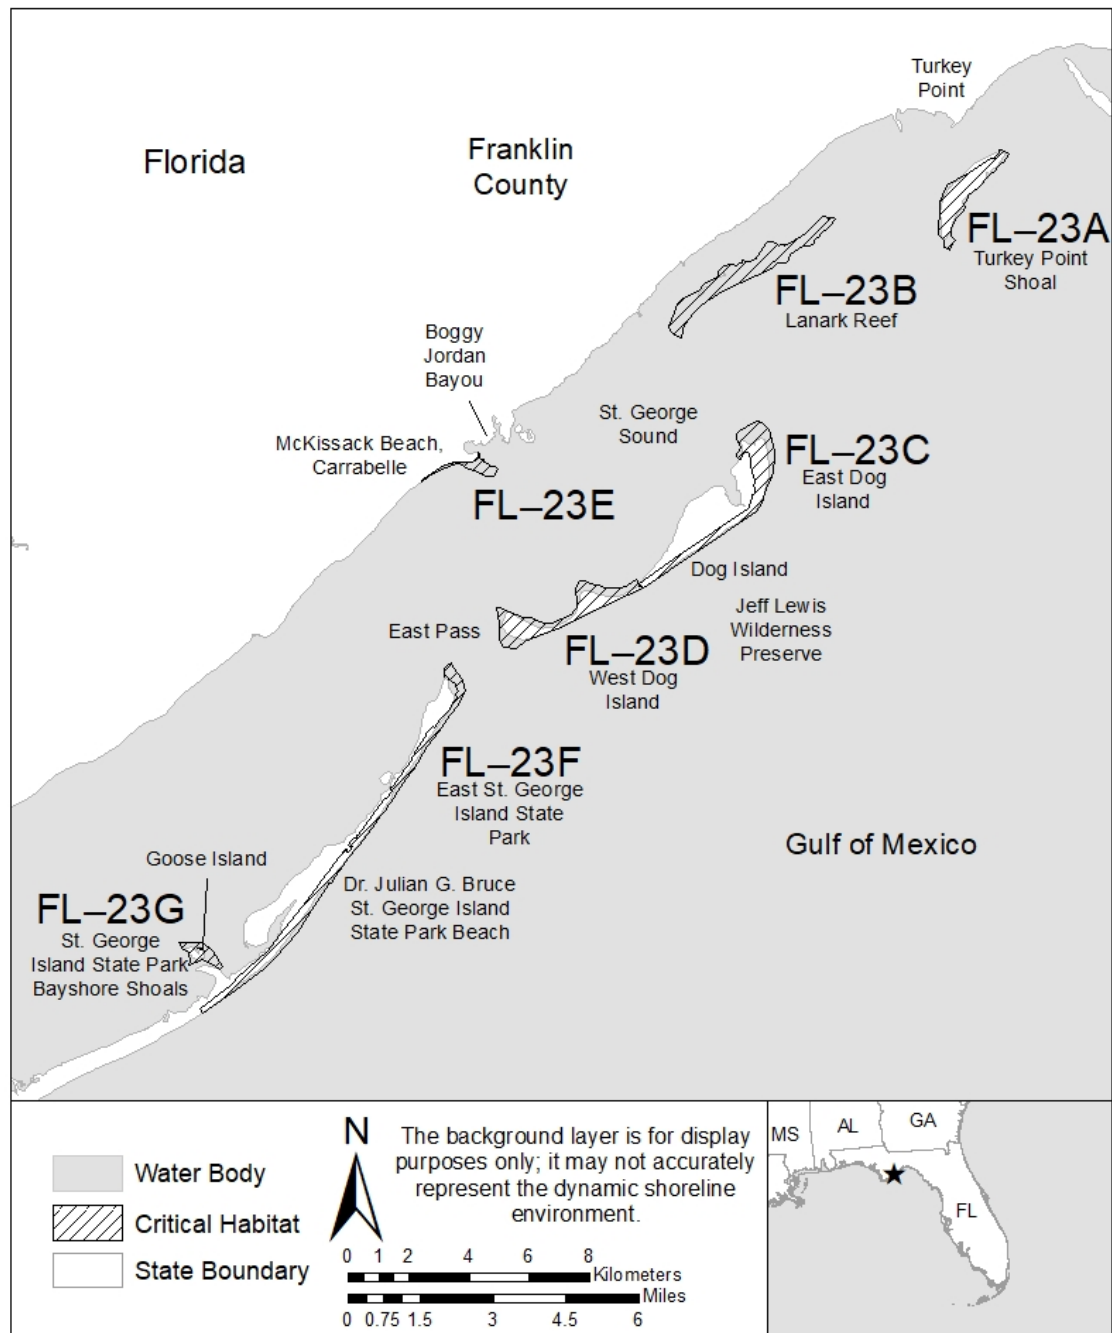 Turkey
Point
Florida
Franklin
County
FL–23A
Turkey Point
Shoal
FL–23B
Lanark Reef
Boggy
Jordan
Bayou
St. George
Sound
McKissack Beach,
Carrabelle
FL–23C
East Dog
Island
FL–23E
Dog Island
Jeff Lewis
Wilderness
Preserve
East Pass
FL–23D
West Dog
Island
FL–23F
East St. George
Island State
Park
Gulf of Mexico
Goose Island
Dr. Julian G. Bruce
St. George Island
State Park Beach
FL–23G
St. George
Island State Park
Bayshore Shoals
Water Body
Critical Habitat
State Boundary
N
The background layer is for display
purposes only; it may not accurately
represent the dynamic shoreline
environment.
0 1 2 4 6 8
Kilometers
Miles
0 0.75 1.5 3 4.5 6
MS AL GA
FL